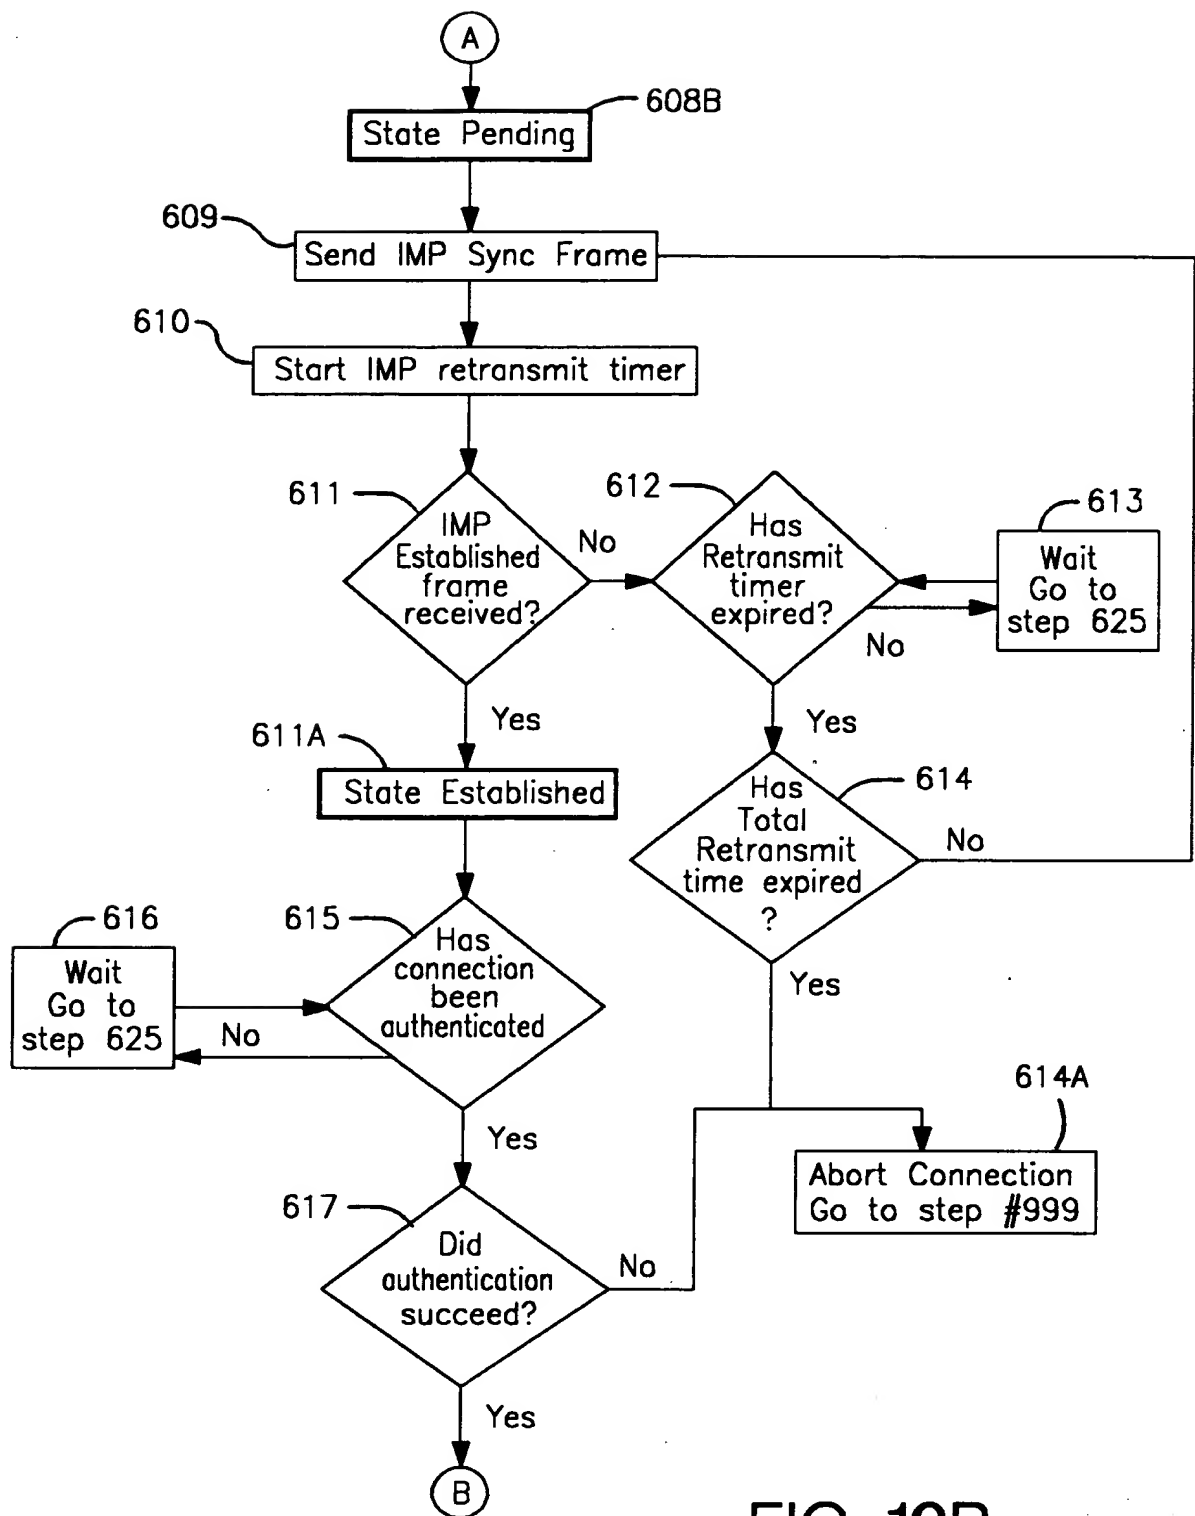 A
608B
State Pending
609
Send IMP Sync Frame
610
Start IMP retransmit timer
611
IMP
Established
frame
received?
No
612
Has
Retransmit
timer
expired?
No
613
Wait
Go to
step 625
Yes
Yes
611A
State Established
614
Has
Total
Retransmit
time expired
?
No
616
Wait
Go to
step 625
No
615
Has
connection
been
authenticated
Yes
614A
Abort Connection
Go to step #999
Yes
617
Did
authentication
succeed?
No
Yes
B